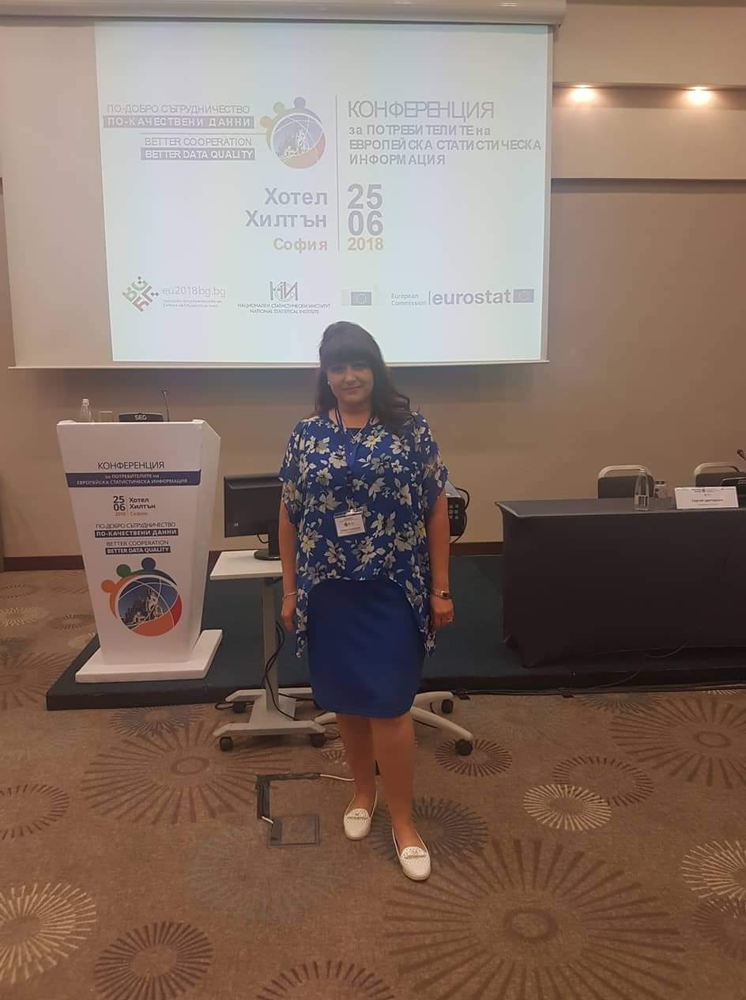 ПО-ДОБРО СЪТРУДНИЧЕСТВО
ПО-КАЧЕСТВЕНИ ДАННИ
BETTER COOPERATION
BETTER DATA QUALITY
КОНФЕРЕНЦИЯ
за ПОТРЕБИТЕЛИТЕ на
ЕВРОПЕЙСКА СТАТИСТИЧЕСКА
ИНФОРМАЦИЯ
Хотел
Хилтън
София
25
06
2018
eu2018bg.bg
НАЦИОНАЛЕН СТАТИСТИЧЕСКИ ИНСТИТУТ
NATIONAL STATISTICAL INSTITUTE
European
Commission
eurostat
КОНФЕРЕНЦИЯ
за ПОТРЕБИТЕЛИТЕ на
ЕВРОПЕЙСКА СТАТИСТИЧЕСКА ИНФОРМАЦИЯ
25
06
2018
Хотел
Хилтън
София
ПО-ДОБРО СЪТРУДНИЧЕСТВО
ПО-КАЧЕСТВЕНИ ДАННИ
BETTER COOPERATION
BETTER DATA QUALITY